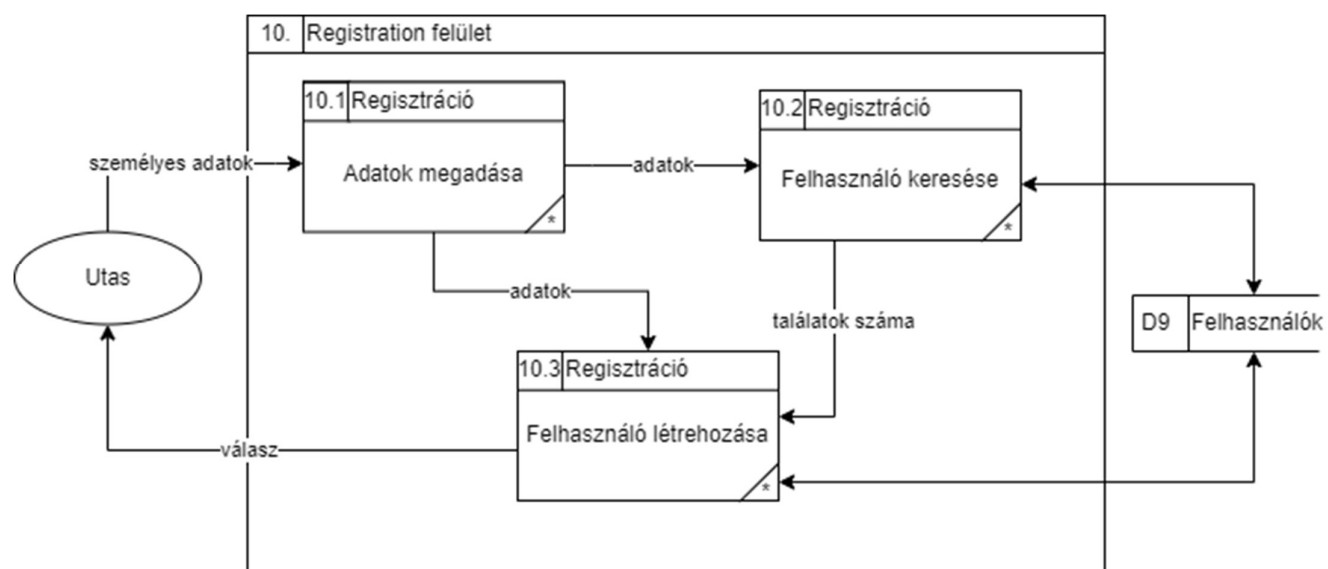 10. Registration felület
10.1 Regisztráció
10.2 Regisztráció
személyes adatok
Adatok megadása
adatok
Felhasználó keresése
*
*
Utas
adatok
találatok száma
D9 Felhasználók
10.3 Regisztráció
Felhasználó létrehozása
válasz
*